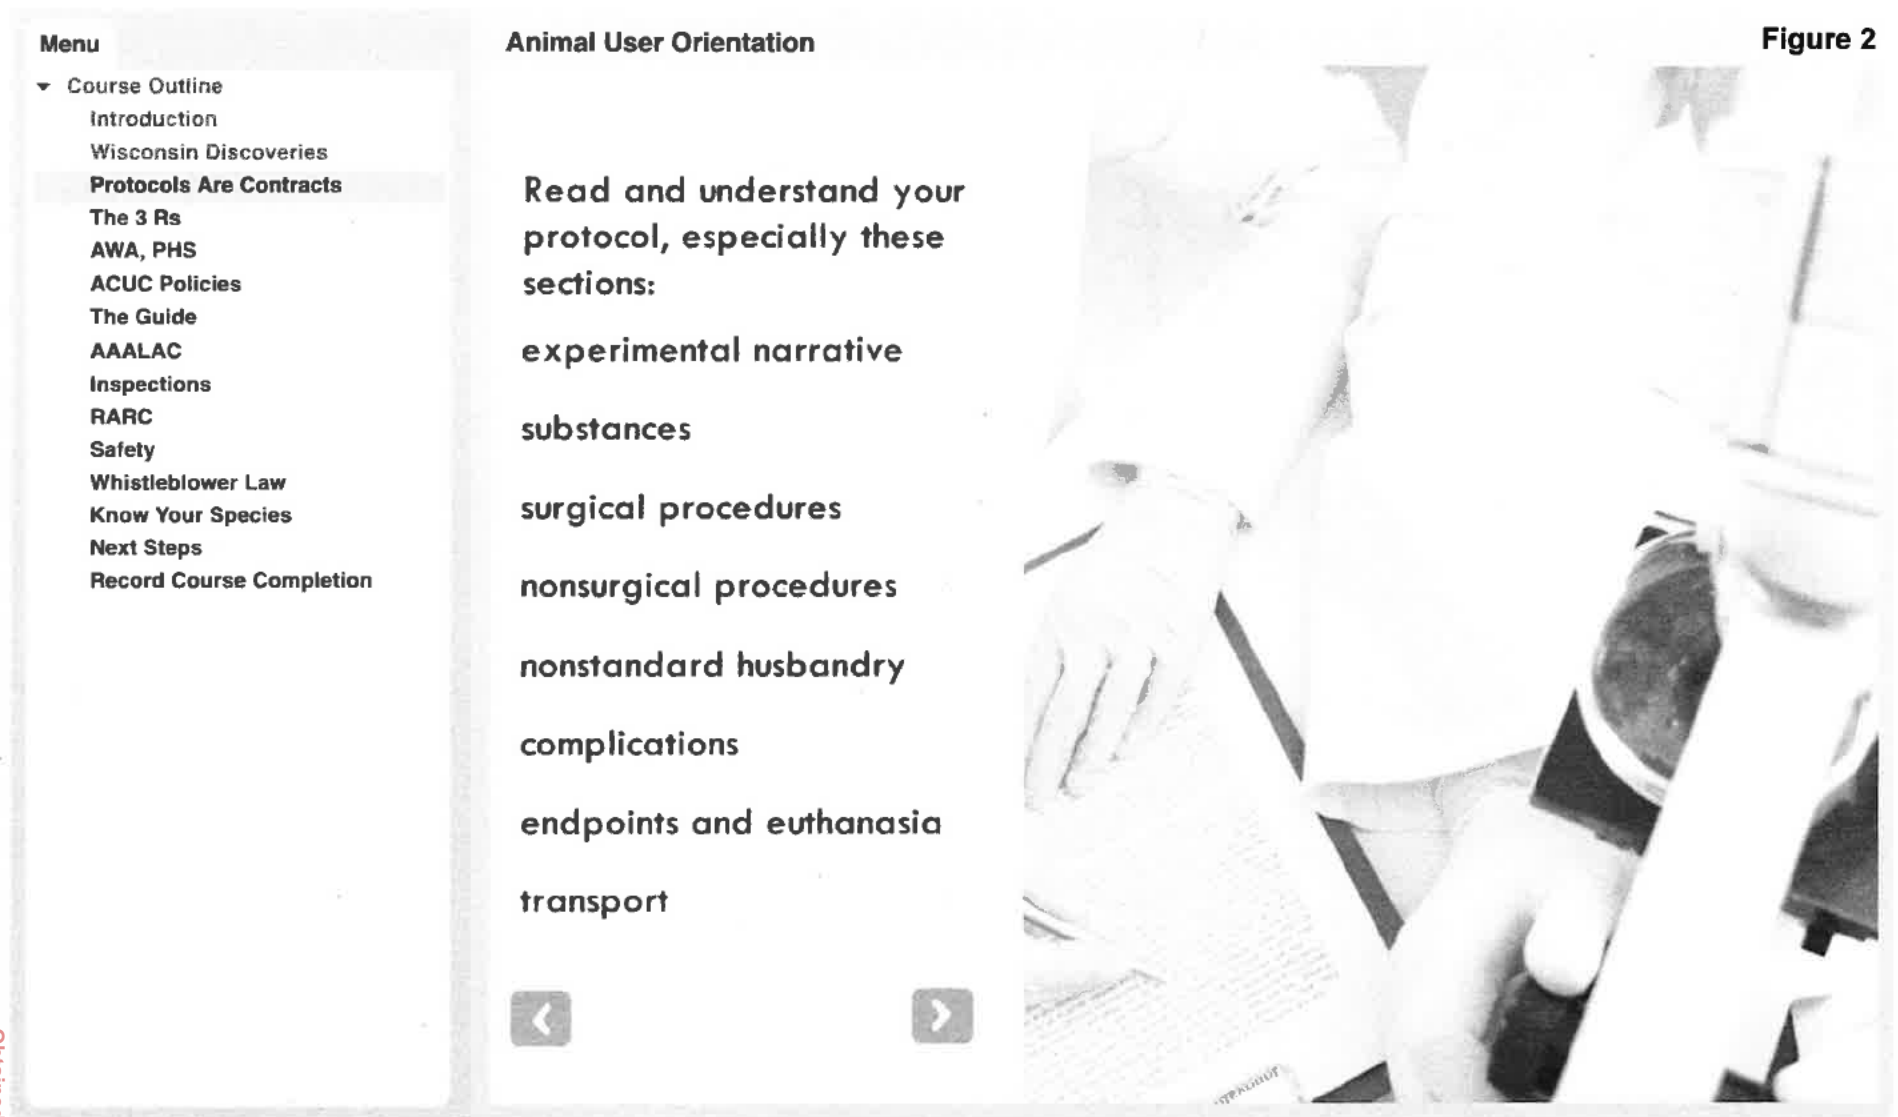 Menu
Course Outline
Introduction
Wisconsin Discoveries
Protocols Are Contracts
The 3 Rs
AWA, PHS
ACUC Policies
The Guide
AAALAC
Inspections
RARC
Safety
Whistleblower Law
Know Your Species
Next Steps
Record Course Completion
Animal User Orientation
Read and understand your
protocol, especially these
sections:
experimental narrative
substances
surgical procedures
nonsurgical procedures
nonstandard husbandry
complications
endpoints and euthanasia
transport
Figure 2